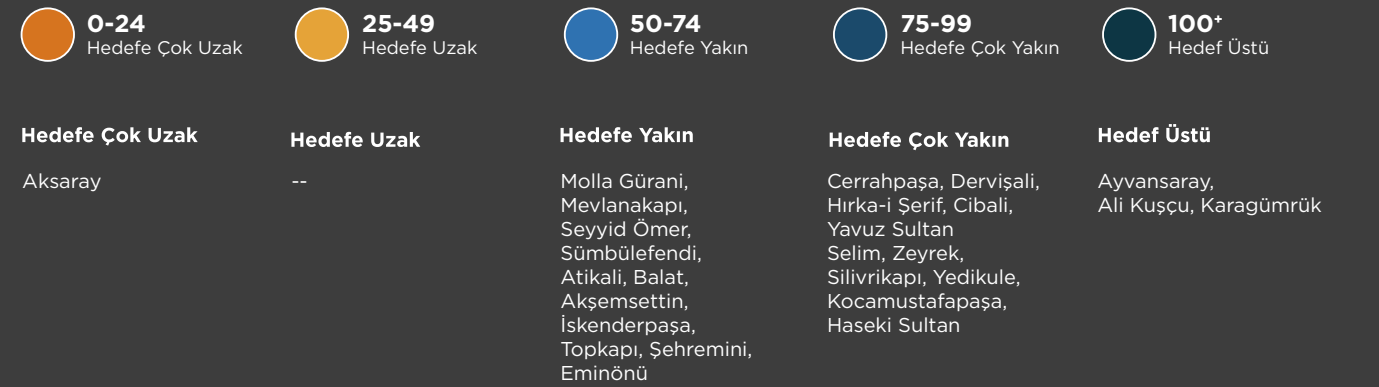 0-24
Hedefe Çok Uzak
25-49
Hedefe Uzak
50-74
Hedefe Yakın
75-99
Hedefe Çok Yakın
100+
Hedef Üstü
Hedefe Çok Uzak
Aksaray
Hedefe Uzak
--
Hedefe Yakın
Molla Gürani,
Mevlanakapı,
Seyyid Ömer,
Sümbülefendi,
Atikali, Balat,
Akşemsettin,
İskenderpaşa,
Topkapı, Şehremini,
Eminönü
Hedefe Çok Yakın
Cerrahpaşa, Dervişali,
Hırka-i Şerif, Cibali,
Yavuz Sultan
Selim, Zeyrek,
Silivrikapı, Yedikule,
Kocamustafapaşa,
Haseki Sultan
Hedef Üstü
Ayvansaray,
Ali Kuşçu, Karagümrük